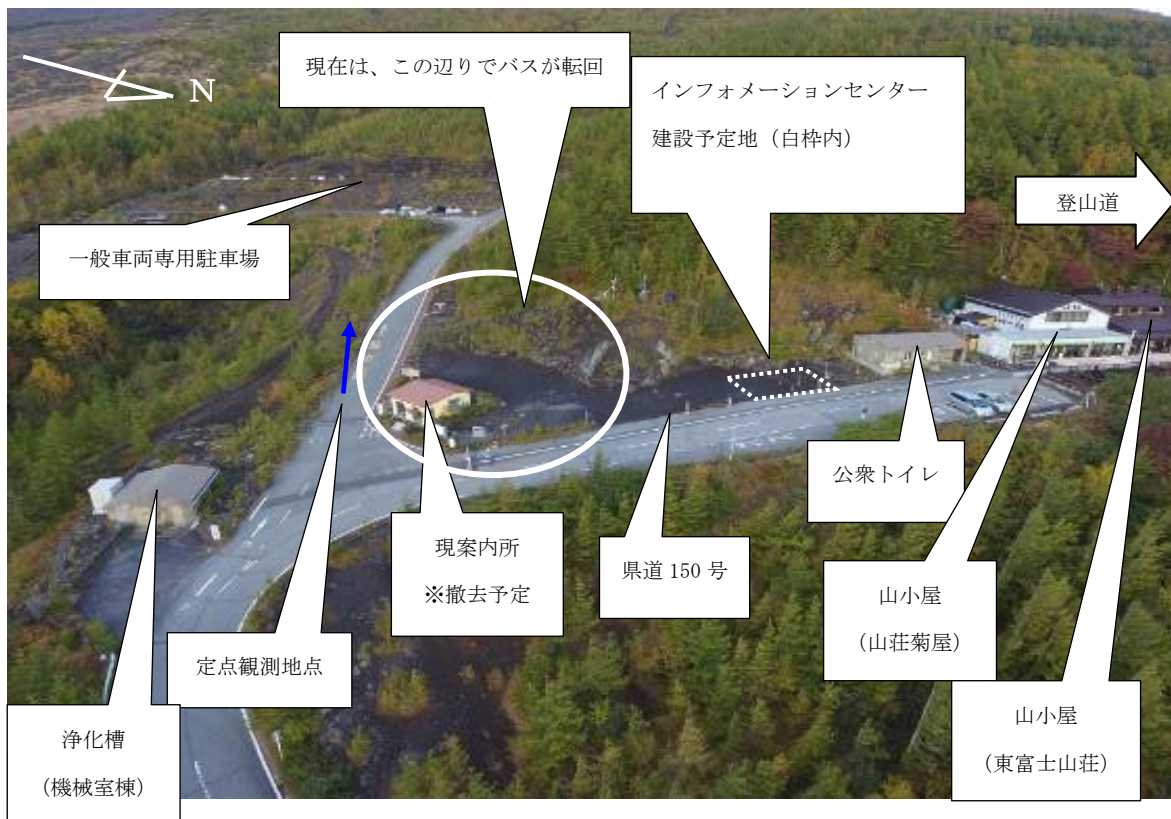 N
現在は、この辺りでバスが転回
インフォメーションセンター
建設予定地（白枠内）
登山道
一般車両専用駐車場
公衆トイレ
現案内所
※撤去予定
県道 150 号
山小屋
（山荘菊屋）
定点観測地点
山小屋
（東富士山荘）
浄化槽
（機械室棟）